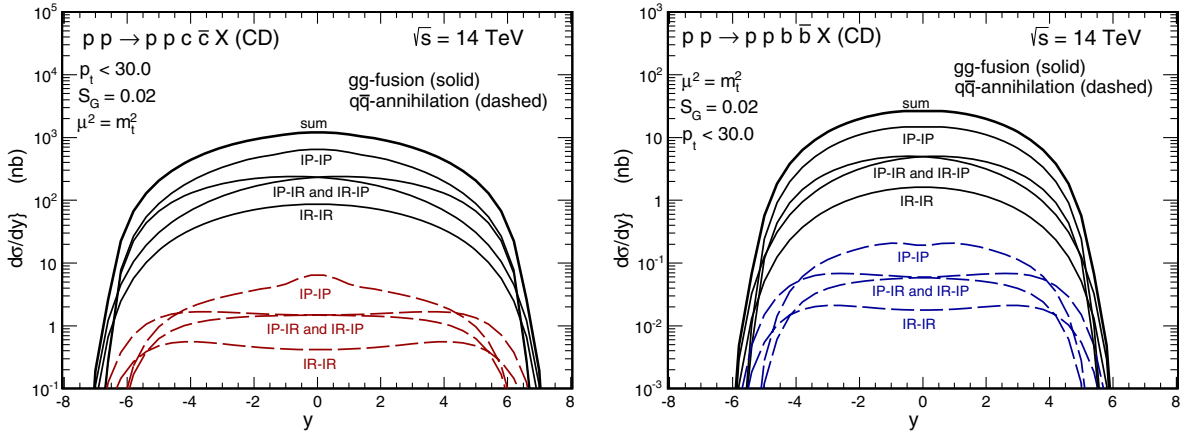 p p → p p c c̄ X (CD)
√s = 14 TeV
p_t < 30.0
S_G = 0.02
μ² = m_t²
gg-fusion (solid)
qq̄-annihilation (dashed)
sum
IP-IP
IP-IR and IR-IP
IR-IR
IP-IP
IP-IR and IR-IP
IR-IR
10^5
10^4
10^3
10^2
10
1
10^-1
dσ/dy} (nb)
-8 -6 -4 -2 0 2 4 6 8
y
p p → p p b b̄ X (CD)
√s = 14 TeV
μ² = m_t²
S_G = 0.02
p_t < 30.0
gg-fusion (solid)
qq̄-annihilation (dashed)
sum
IP-IP
IP-IR and IR-IP
IR-IR
IP-IP
IP-IR and IR-IP
IR-IR
10^3
10^2
10
1
10^-1
10^-2
10^-3
dσ/dy} (nb)
-8 -6 -4 -2 0 2 4 6 8
y